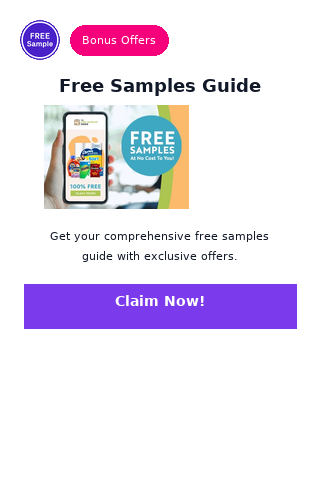 FREE
Sample
Bonus Offers
Free Samples Guide
FREE
SAMPLES
At No Cost To You!
100% FREE
Get your comprehensive free samples
guide with exclusive offers.
Claim Now!